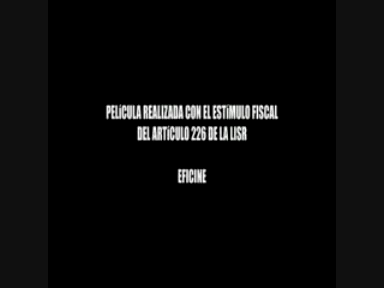 PELíCULA REALIZADA CON EL ESTíMULO FISCAL
DEL ARTíCULO 226 DE LA LISR
EFICINE